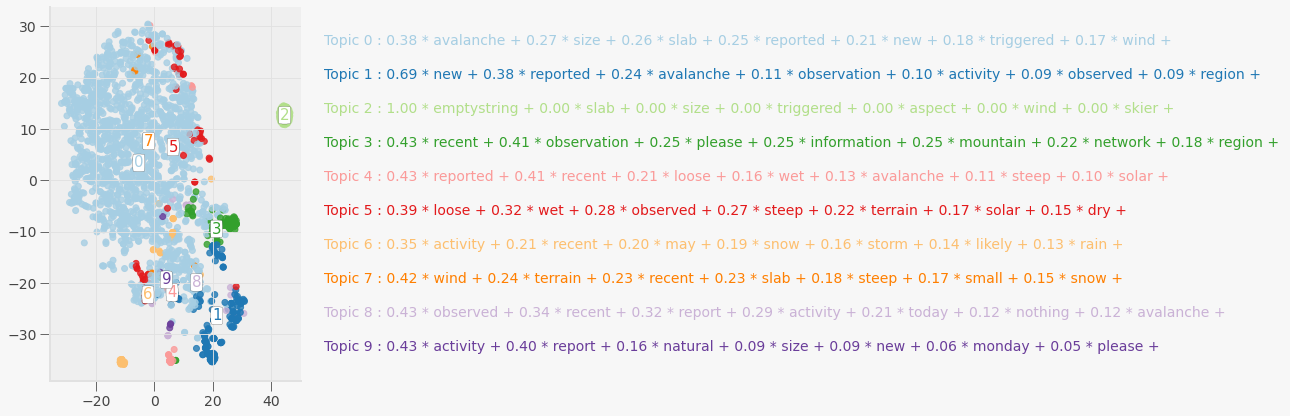 30
20
10
0
−10
−20
−30
−20 0 20 40
2
7
5
0
3
9
8
6
4
1
Topic 0 : 0.38 * avalanche + 0.27 * size + 0.26 * slab + 0.25 * reported + 0.21 * new + 0.18 * triggered + 0.17 * wind +
Topic 1 : 0.69 * new + 0.38 * reported + 0.24 * avalanche + 0.11 * observation + 0.10 * activity + 0.09 * observed + 0.09 * region +
Topic 2 : 1.00 * emptystring + 0.00 * slab + 0.00 * size + 0.00 * triggered + 0.00 * aspect + 0.00 * wind + 0.00 * skier +
Topic 3 : 0.43 * recent + 0.41 * observation + 0.25 * please + 0.25 * information + 0.25 * mountain + 0.22 * network + 0.18 * region +
Topic 4 : 0.43 * reported + 0.41 * recent + 0.21 * loose + 0.16 * wet + 0.13 * avalanche + 0.11 * steep + 0.10 * solar +
Topic 5 : 0.39 * loose + 0.32 * wet + 0.28 * observed + 0.27 * steep + 0.22 * terrain + 0.17 * solar + 0.15 * dry +
Topic 6 : 0.35 * activity + 0.21 * recent + 0.20 * may + 0.19 * snow + 0.16 * storm + 0.14 * likely + 0.13 * rain +
Topic 7 : 0.42 * wind + 0.24 * terrain + 0.23 * recent + 0.23 * slab + 0.18 * steep + 0.17 * small + 0.15 * snow +
Topic 8 : 0.43 * observed + 0.34 * recent + 0.32 * report + 0.29 * activity + 0.21 * today + 0.12 * nothing + 0.12 * avalanche +
Topic 9 : 0.43 * activity + 0.40 * report + 0.16 * natural + 0.09 * size + 0.09 * new + 0.06 * monday + 0.05 * please +